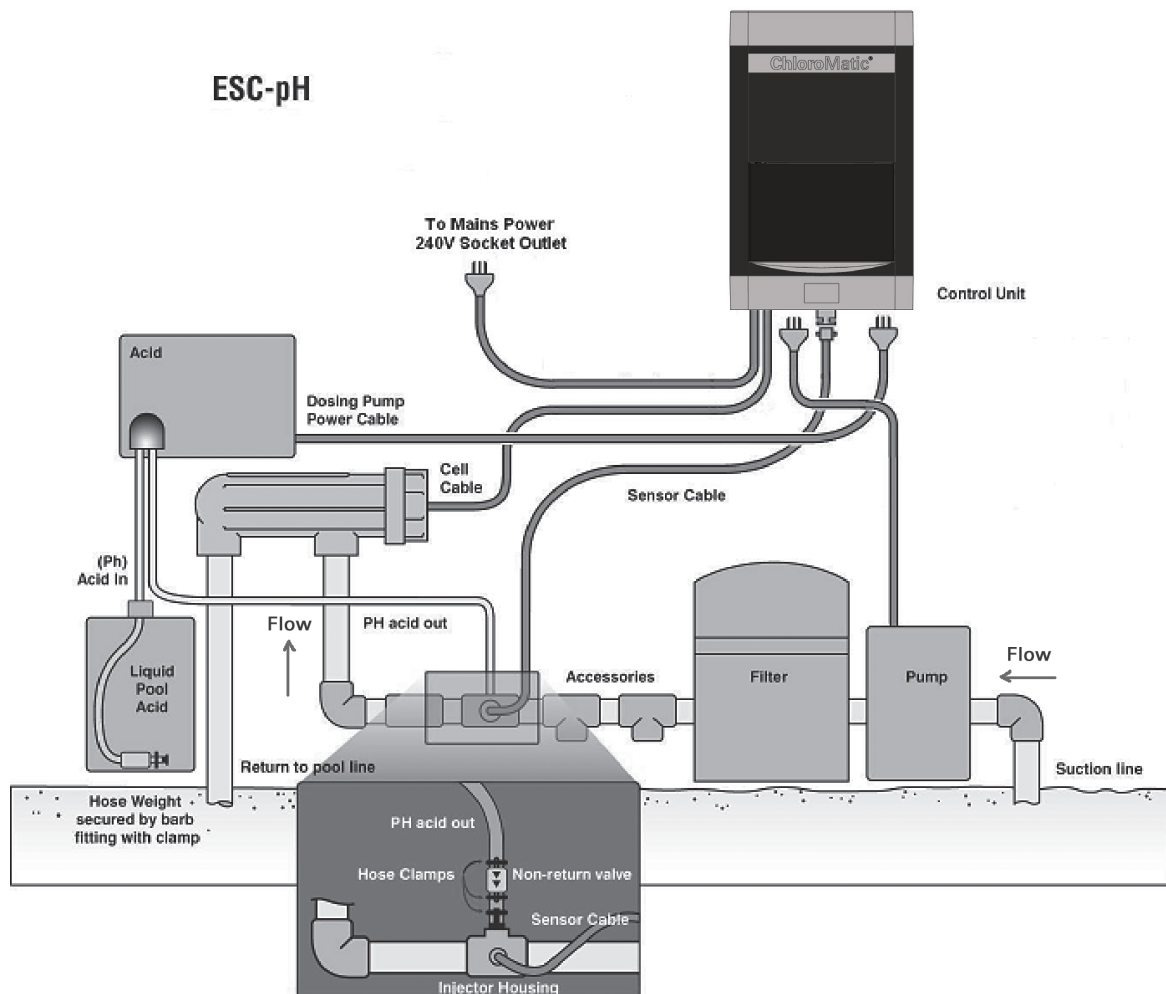 ESC-pH
ChloroMatic®
To Mains Power
240V Socket Outlet
Control Unit
Acid
Dosing Pump
Power Cable
Cell
Cable
Sensor Cable
(Ph)
Acid In
Flow
PH acid out
Liquid
Pool
Acid
Accessories
Filter
Pump
Flow
Return to pool line
Suction line
Hose Weight
secured by barb
fitting with clamp
PH acid out
Hose Clamps
Non-return valve
Sensor Cable
Injector Housing